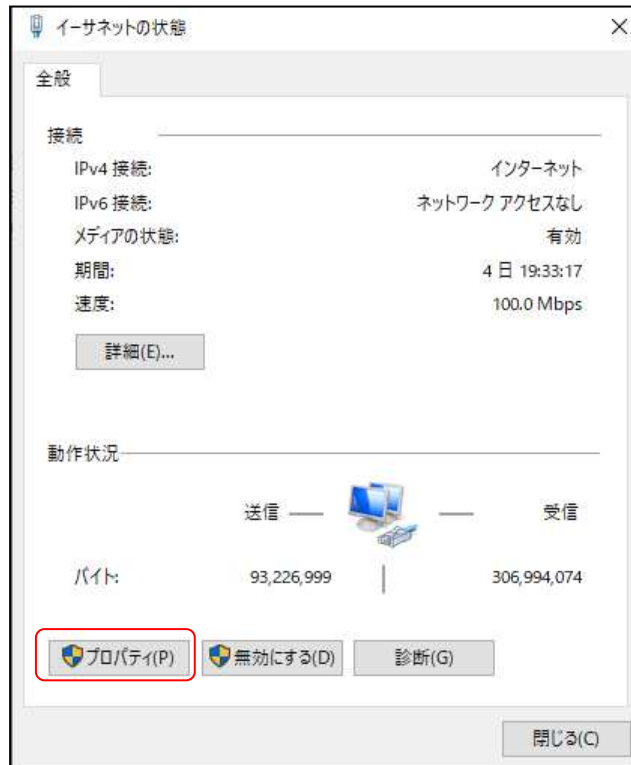 イーサネットの状態
全般
接続
IPv4 接続: インターネット
IPv6 接続: ネットワーク アクセスなし
メディアの状態: 有効
期間: 4 日 19:33:17
速度: 100.0 Mbps
詳細(E)...
動作状況
送信 受信
バイト: 93,226,999 306,994,074
プロパティ(P) 無効にする(D) 診断(G)
閉じる(C)